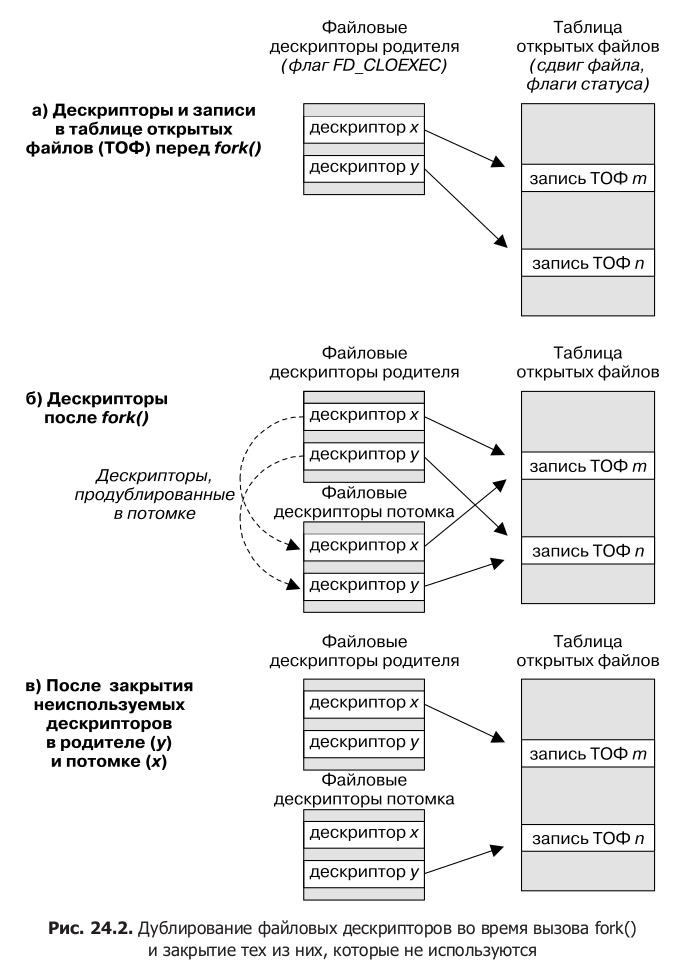 Файловые
дескрипторы родителя
(флаг FD_CLOEXEC)
Таблица
открытых файлов
(сдвиг файла,
флаги статуса)
а) Дескрипторы и записи
в таблице открытых
файлов (ТОФ) перед fork()
дескриптор x
дескриптор y
запись ТОФ m
запись ТОФ n
Файловые
дескрипторы родителя
Таблица
открытых файлов
б) Дескрипторы
после fork()
дескриптор x
дескриптор y
Дескрипторы,
продублированные
в потомке
Файловые
дескрипторы потомка
дескриптор x
дескриптор y
запись ТОФ m
запись ТОФ n
Файловые
дескрипторы родителя
Таблица
открытых файлов
в) После закрытия
неиспользуемых
дескрипторов
в родителе (y)
и потомке (x)
дескриптор x
дескриптор y
Файловые
дескрипторы потомка
дескриптор x
дескриптор y
запись ТОФ m
запись ТОФ n
Рис. 24.2. Дублирование файловых дескрипторов во время вызова fork()
и закрытие тех из них, которые не используются